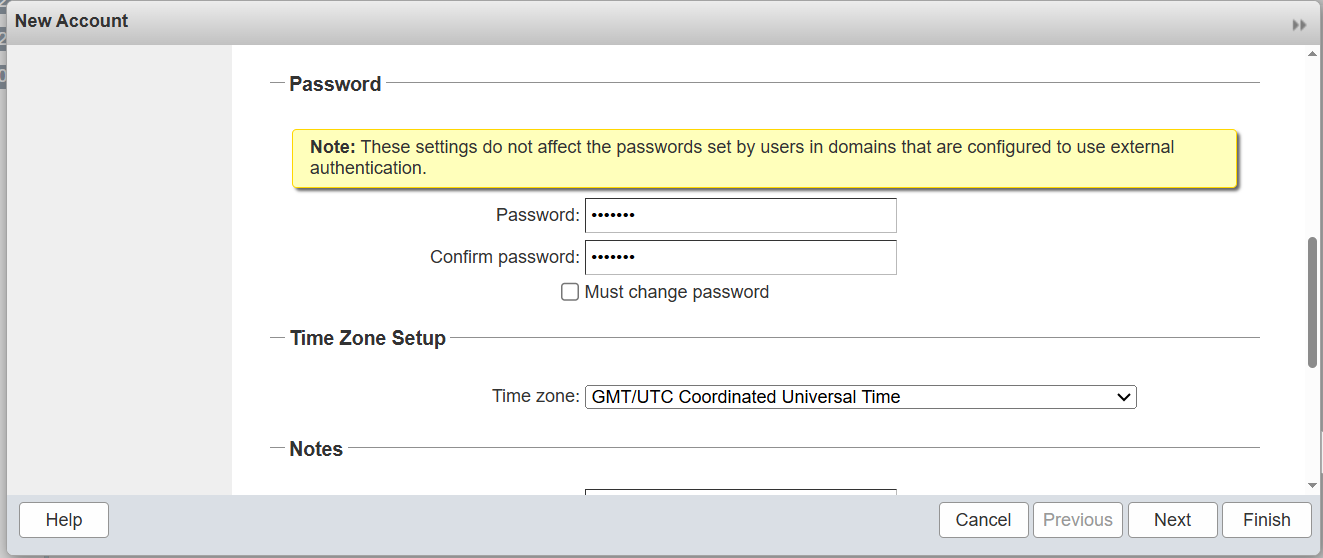 New Account
Password
Note: These settings do not affect the passwords set by users in domains that are configured to use external
authentication.
Password: •••••••
Confirm password: •••••••
Must change password
Time Zone Setup
Time zone: GMT/UTC Coordinated Universal Time
Notes
Help Cancel Previous Next Finish